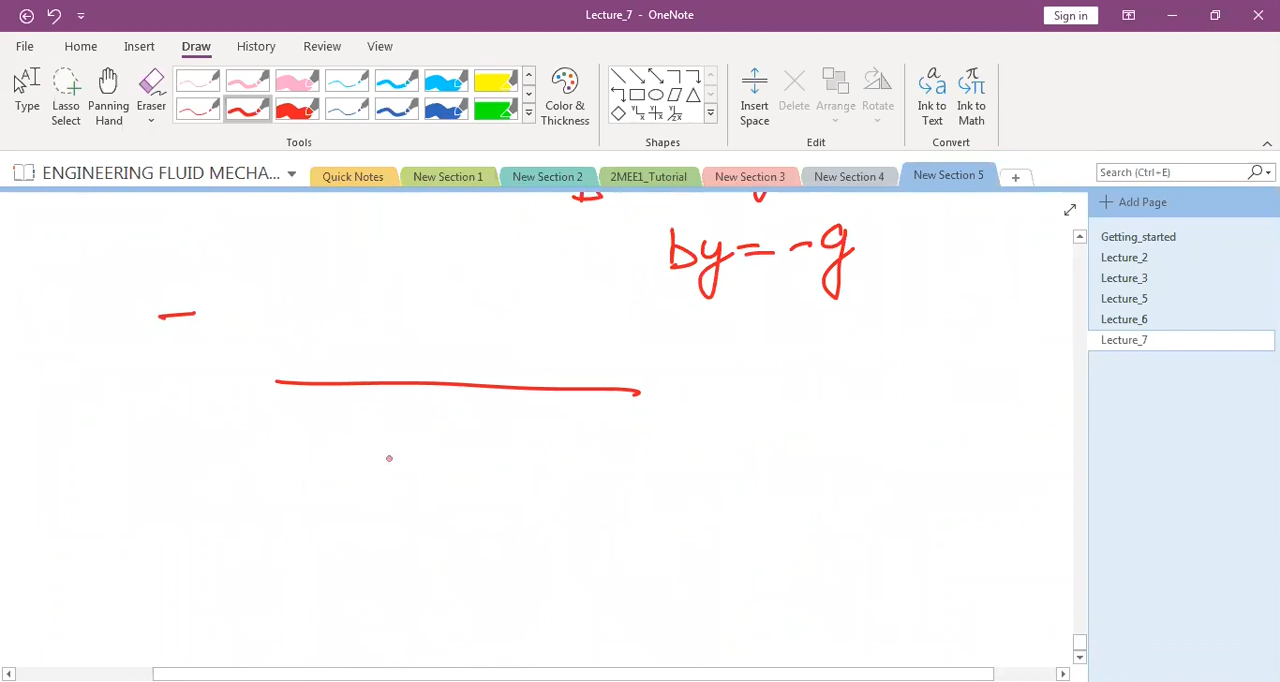 Lecture_7 - OneNote
Sign in
File Home Insert Draw History Review View
Type
Lasso Select
Panning Hand
Eraser
Color & Thickness
Insert Space
Delete
Arrange
Rotate
Ink to Text
Ink to Math
Tools Shapes Edit Convert
ENGINEERING FLUID MECHA...
Quick Notes New Section 1 New Section 2 2MEE1_Tutorial New Section 3 New Section 4 New Section 5
Search (Ctrl+E)
Add Page
Getting_started
Lecture_2
Lecture_3
Lecture_5
Lecture_6
Lecture_7
by = -g